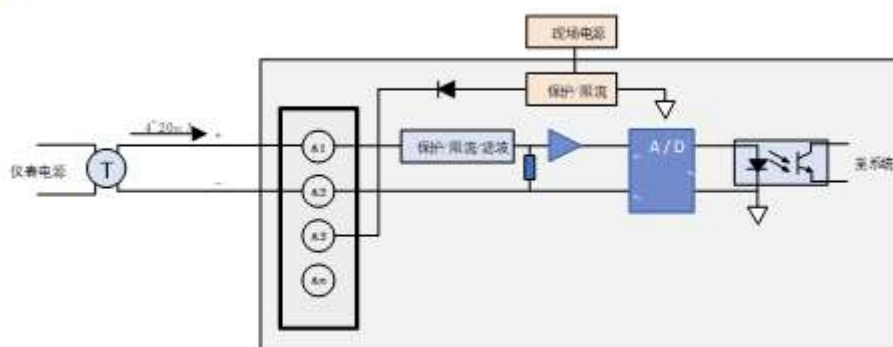 现场电源
保护/限流
4~20mA
+
A1
保护/限流/滤波
A/D
仪表电源
T
至系统
-
A2
A3
An